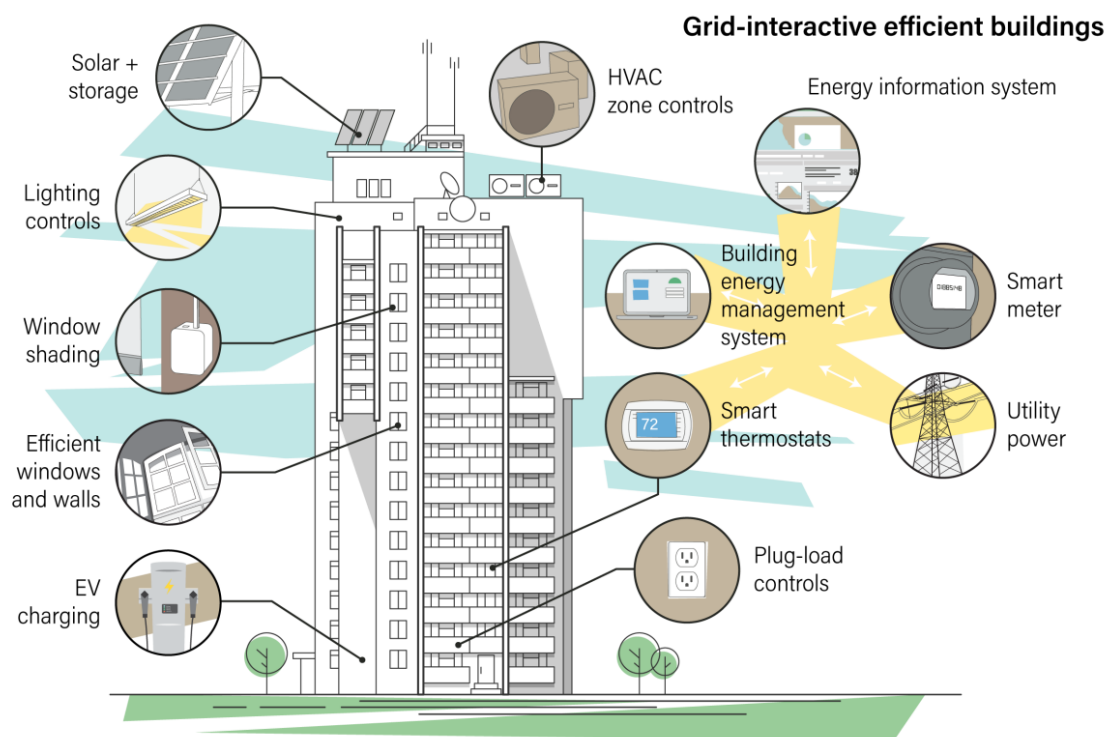 Grid-interactive efficient buildings
Solar +
storage
HVAC
zone controls
Energy information system
Lighting
controls
Building
energy
management
system
Smart
meter
Window
shading
72
Smart
thermostats
Utility
power
Efficient
windows
and walls
Plug-load
controls
EV
charging